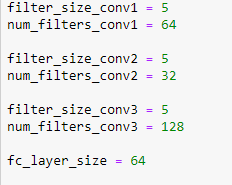 filter_size_conv1 = 5
num_filters_conv1 = 64
filter_size_conv2 = 5
num_filters_conv2 = 32
filter_size_conv3 = 5
num_filters_conv3 = 128
fc_layer_size = 64